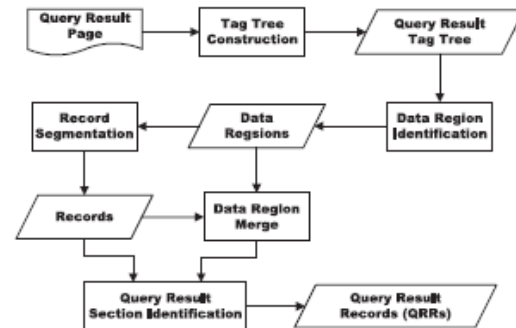 Query Result
Page
Tag Tree
Construction
Query Result
Tag Tree
Record
Segmentation
Data
Regsions
Data Region
Identification
Records
Data Region
Merge
Query Result
Section Identification
Query Result
Records (QRRs)